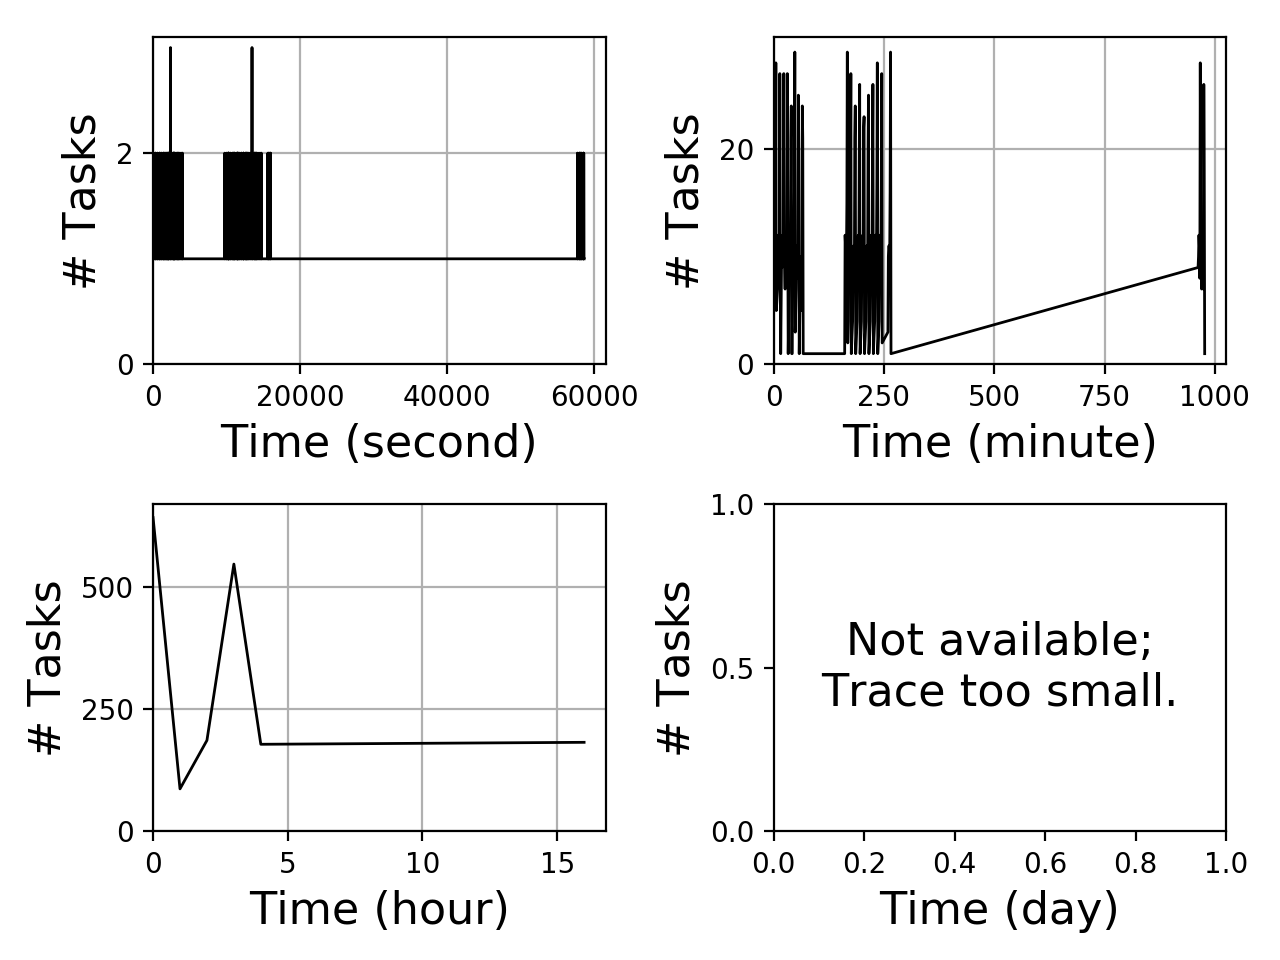 # Tasks
2
0
0 20000 40000 60000
Time (second)
# Tasks
20
0
0 250 500 750 1000
Time (minute)
# Tasks
500
250
0
0 5 10 15
Time (hour)
# Tasks
1.0
0.5
0.0
Not available;
Trace too small.
0.0 0.2 0.4 0.6 0.8 1.0
Time (day)